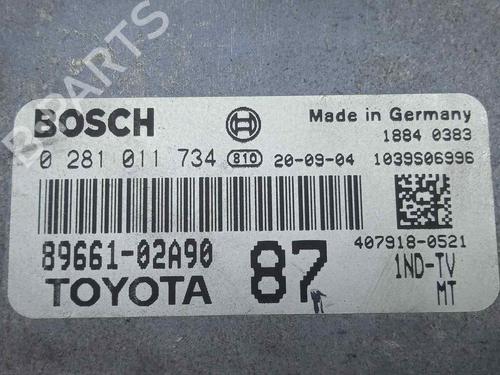 B-PARTS
BOSCH
Made in Germany
1884 0383
0 281 011 734 810 20-09-04 1039S06996
89661-02A90
87
407918-0521
1ND-TV
TOYOTA
MT